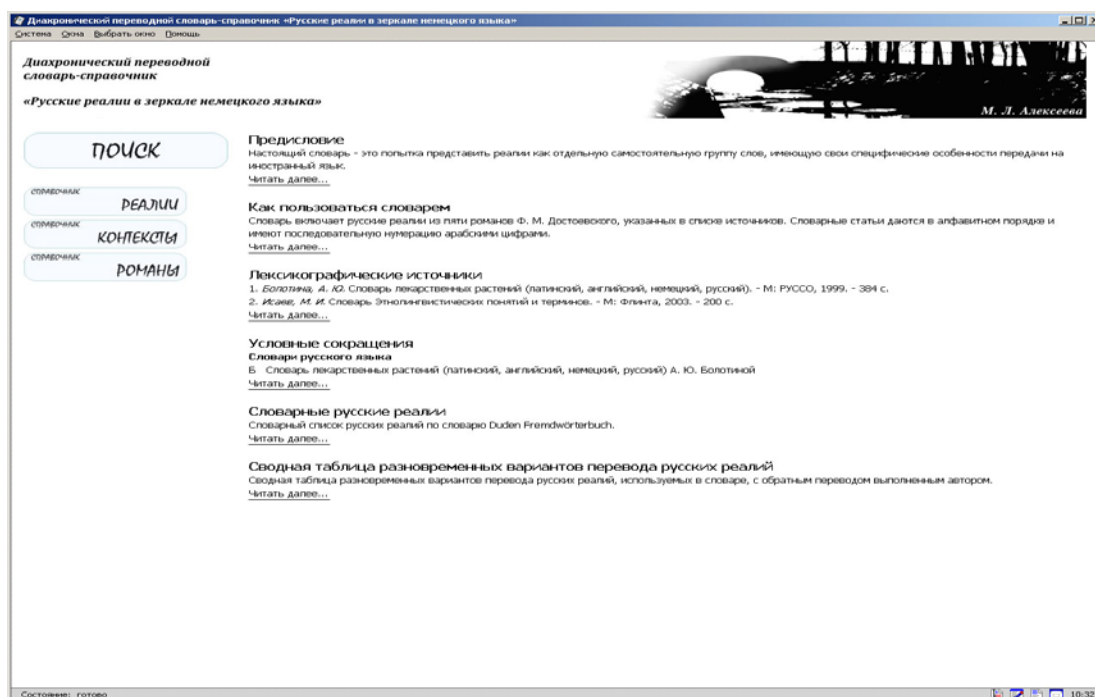 Диахронический переводной словарь-справочник «Русские реалии в зеркале немецкого языка»
Система Окна Выбрать окно Помощь
Диахронический переводной
словарь-справочник
«Русские реалии в зеркале немецкого языка»
М. Л. Алексеева
ПОИСК
СПРАВОЧНИК
РЕАЛИИ
СПРАВОЧНИК
КОНТЕКСТЫ
СПРАВОЧНИК
РОМАНЫ
Предисловие
Настоящий словарь - это попытка представить реалии как отдельную самостоятельную группу слов, имеющую свои специфические особенности передачи на
иностранный язык.
Читать далее...
Как пользоваться словарем
Словарь включает русские реалии из пяти романов Ф. М. Достоевского, указанных в списке источников. Словарные статьи даются в алфавитном порядке и
имеют последовательную нумерацию арабскими цифрами.
Читать далее...
Лексикографические источники
1. Болотина, А. Ю. Словарь лекарственных растений (латинский, английский, немецкий, русский). - М: РУССО, 1999. - 384 с.
2. Исаев, М. И. Словарь Этнолингвистических понятий и терминов. - М: Флинта, 2003. - 200 с.
Читать далее...
Условные сокращения
Словари русского языка
Б Словарь лекарственных растений (латинский, английский, немецкий, русский) А. Ю. Болотиной
Читать далее...
Словарные русские реалии
Словарный список русских реалий по словарю Duden Fremdwörterbuch.
Читать далее...
Сводная таблица разновременных вариантов перевода русских реалий
Сводная таблица разновременных вариантов перевода русских реалий, используемых в словаре, с обратным переводом выполненным автором.
Читать далее...
Состояние: готово
10:32